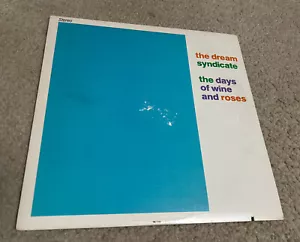 Stereo
the dream
syndicate
the days
of wine
and roses